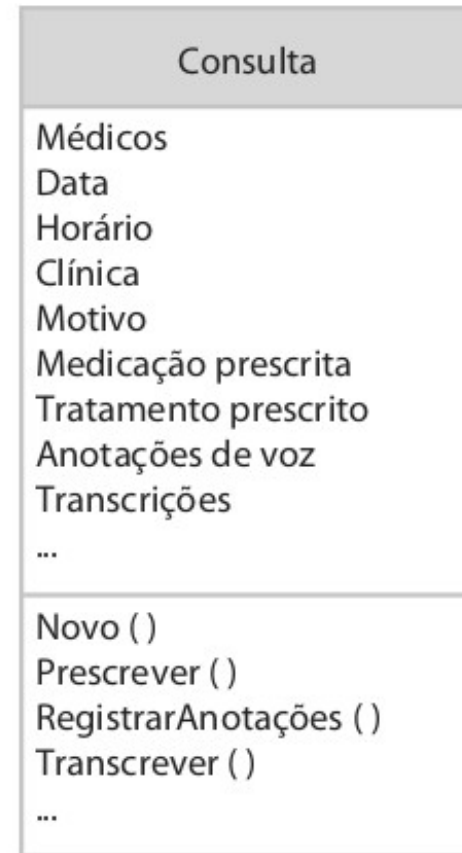 Consulta
Médicos
Data
Horário
Clínica
Motivo
Medicação prescrita
Tratamento prescrito
Anotações de voz
Transcrições
...
Novo ( )
Prescrever ( )
RegistrarAnotações ( )
Transcrever ( )
...